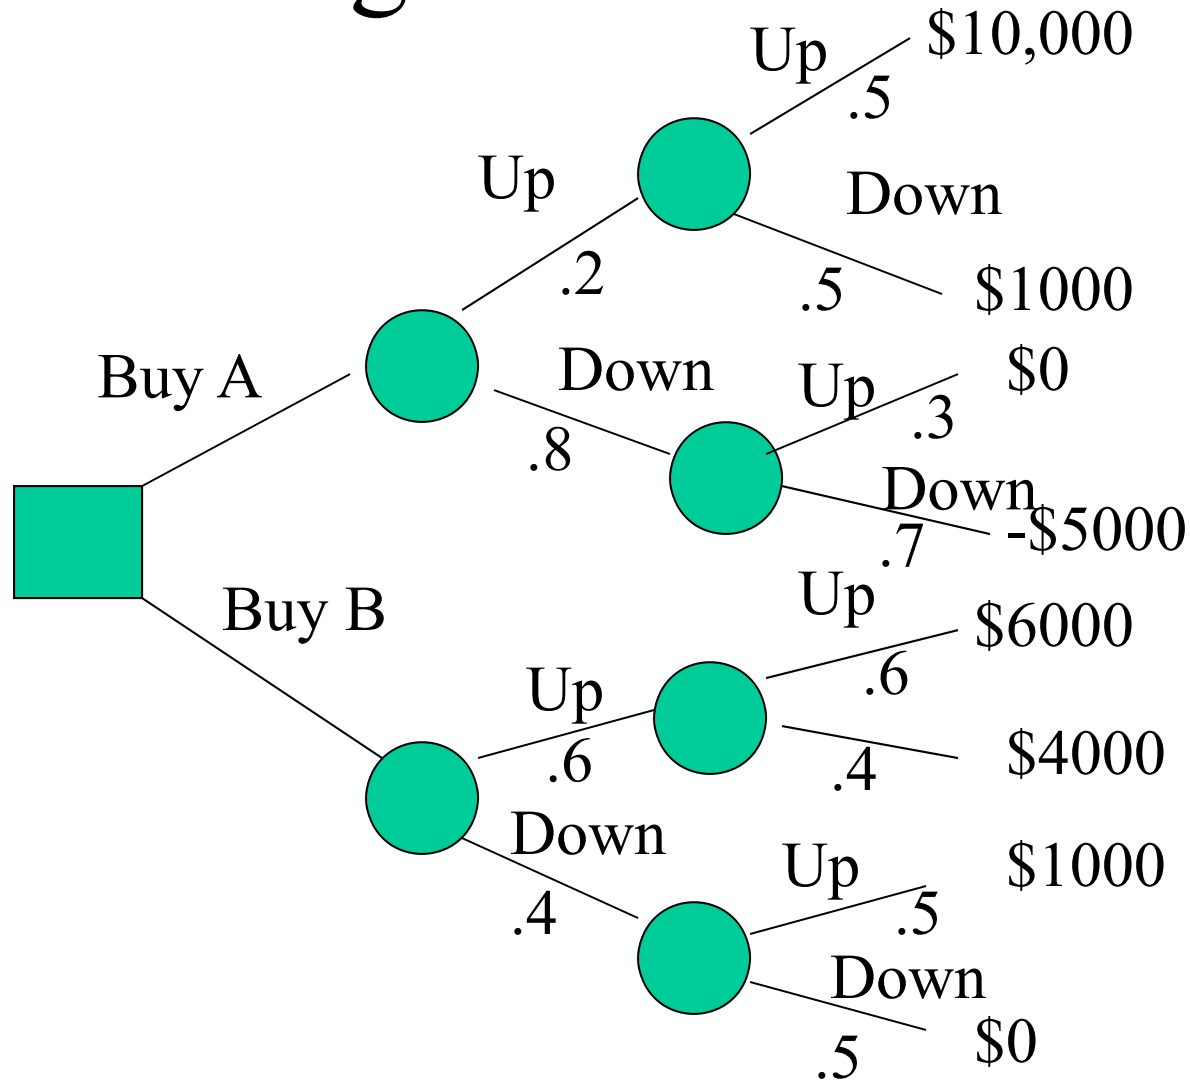 g
Up
$10,000
.5
Up
Down
.2
.5
$1000
Buy A
Down
Up
$0
.3
.8
Down
-$5000
.7
Buy B
Up
$6000
Up
.6
.6
$4000
.4
Down
Up
$1000
.4
.5
Down
$0
.5